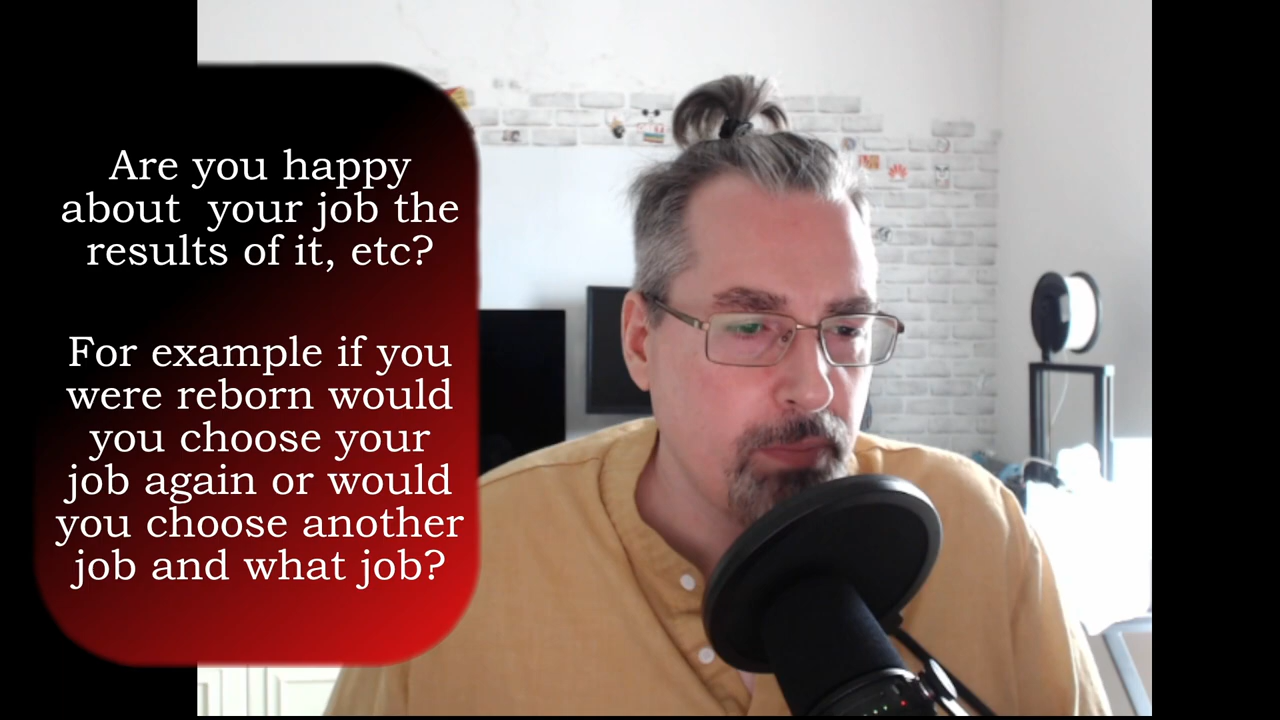 Are you happy
about  your job the
results of it, etc?
For example if you
were reborn would
you choose your
job again or would
you choose another
job and what job?